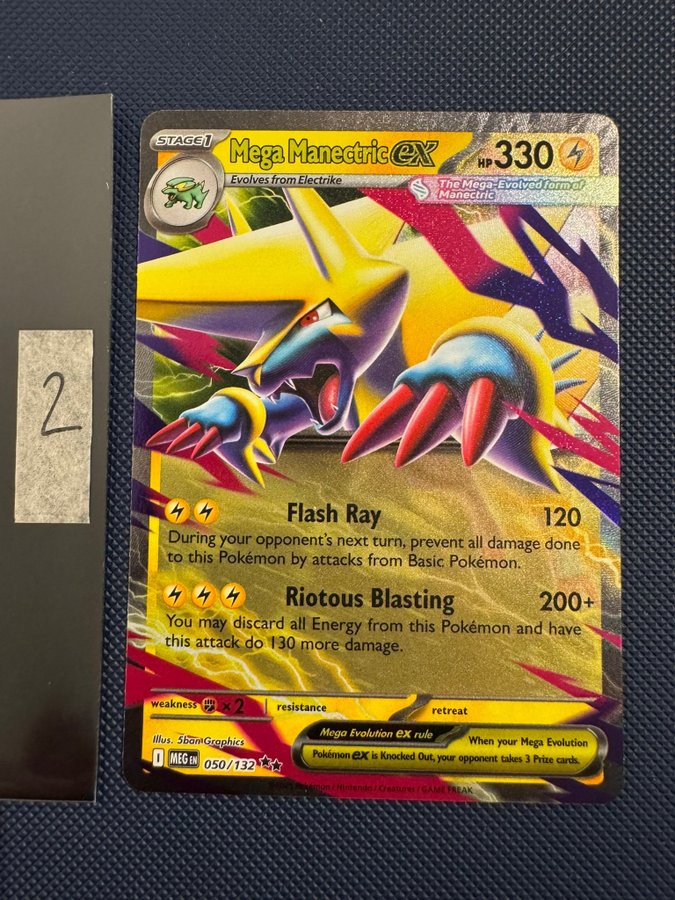 STAGE1
Mega Manectric ex HP 330
Evolves from Electrike
The Mega-Evolved form of
Manectric
2
Flash Ray 120
During your opponent's next turn, prevent all damage done
to this Pokémon by attacks from Basic Pokémon.
Riotous Blasting 200+
You may discard all Energy from this Pokémon and have
this attack do 130 more damage.
weakness ×2 resistance retreat
Illus. 5ban Graphics
Mega Evolution ex rule When your Mega Evolution
Pokémon ex is Knocked Out, your opponent takes 3 Prize cards.
I MEG EN 050/132
Pokémon / Nintendo / Creatures / GAME FREAK